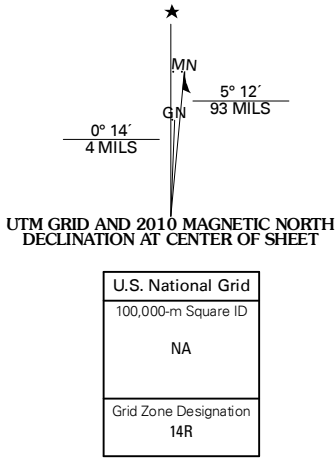 MN
5° 12´
93 MILS
GN
0° 14´
4 MILS
UTM GRID AND 2010 MAGNETIC NORTH
DECLINATION AT CENTER OF SHEET
U.S. National Grid
100,000-m Square ID
NA
Grid Zone Designation
14R